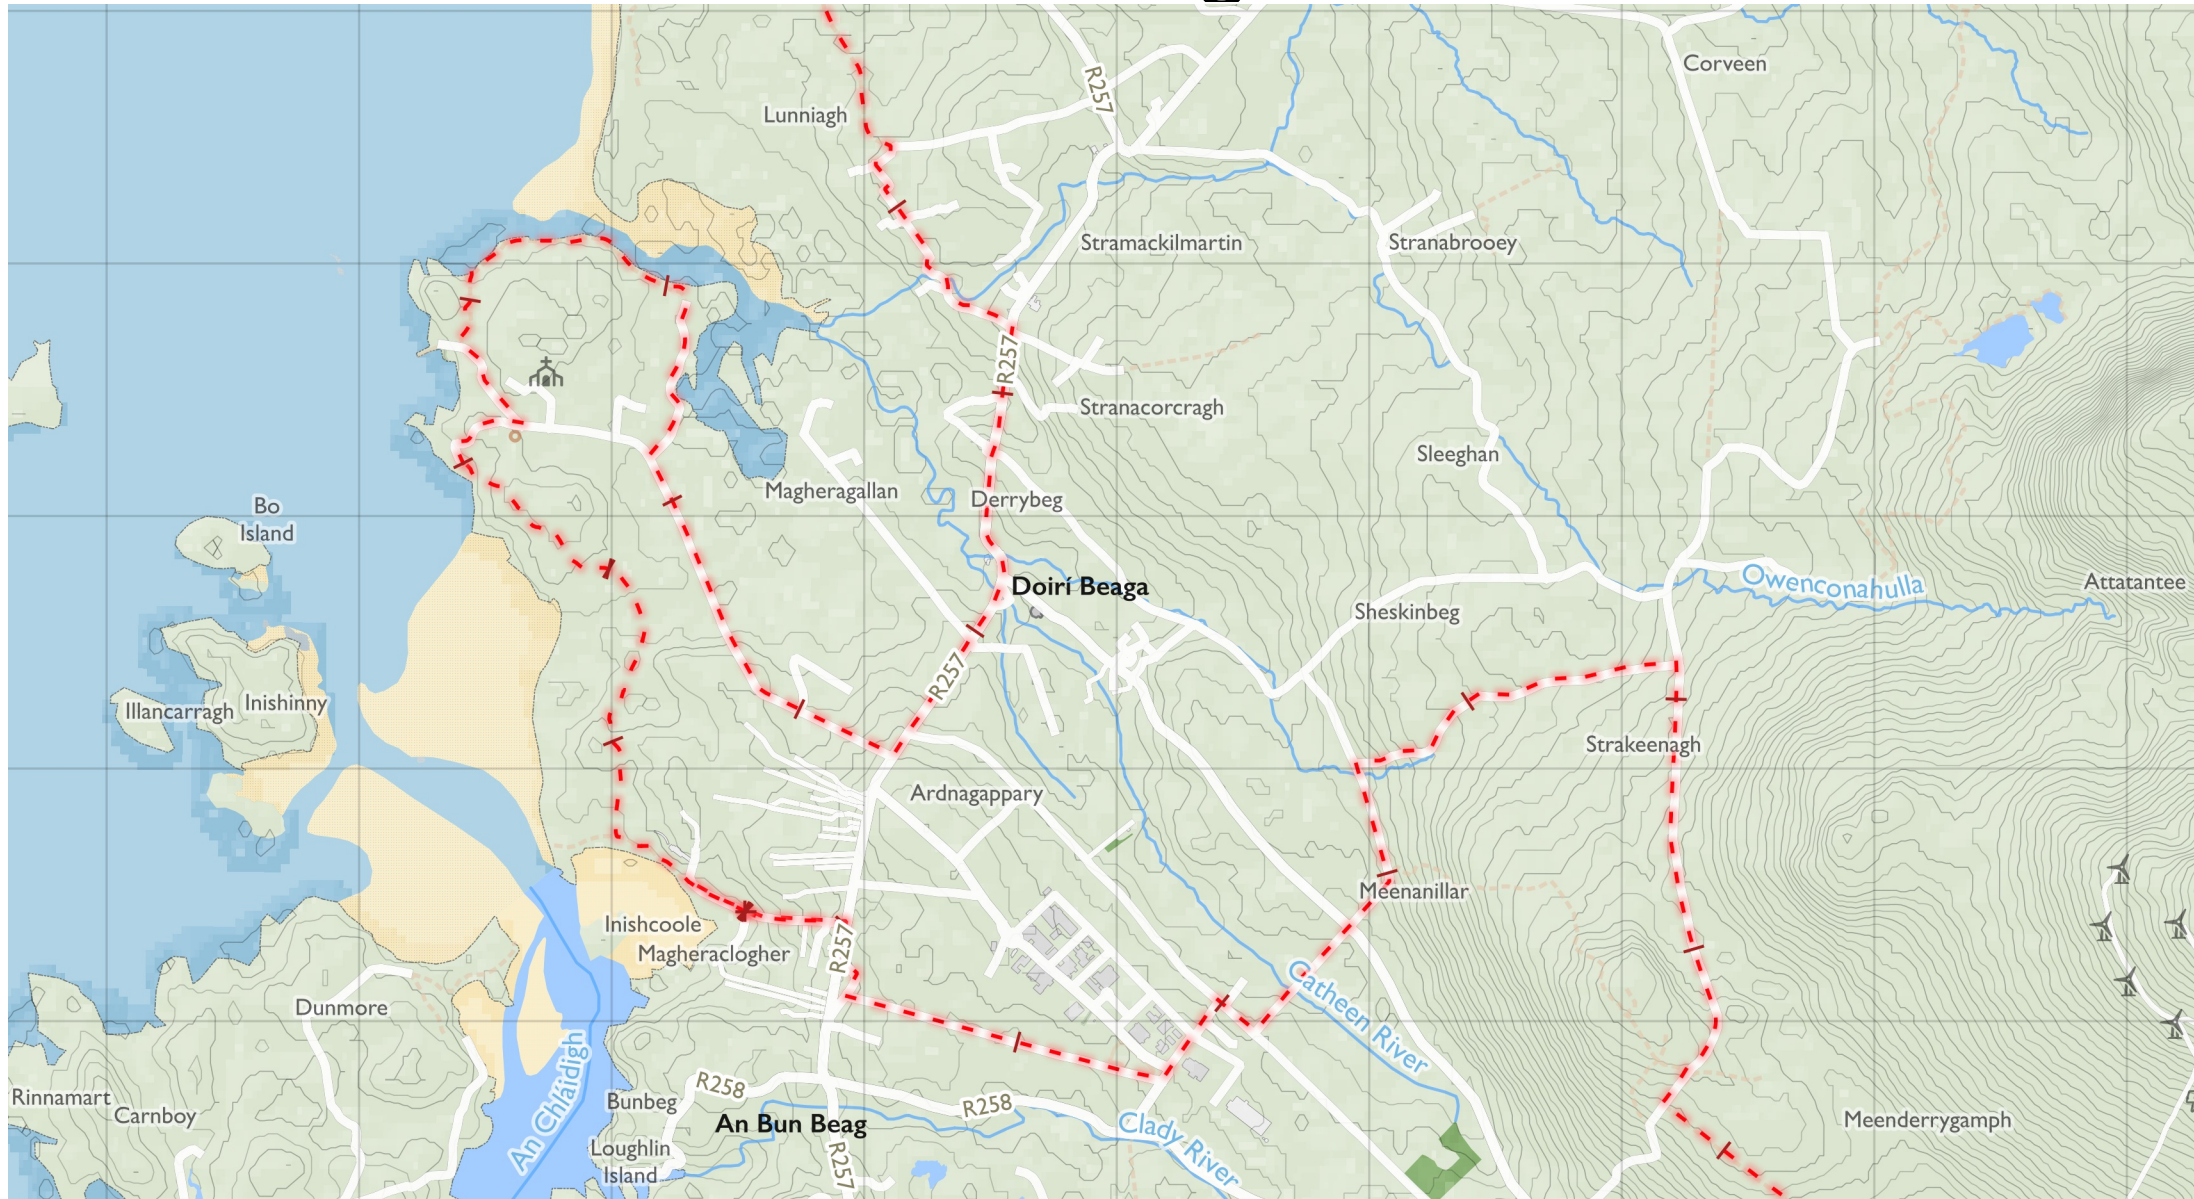 Corveen
R257
Lunniagh
Stramackilmartin
Stranabrooey
R257
Stranacorcragh
Sleeghan
Magheragallan
Derrybeg
Bo
Island
Doirí Beaga
Owenconahulla
Attatantee
Sheskinbeg
R257
Illancarragh
Inishinny
Strakeenagh
Ardnagappary
Meenanillar
Inishcoole
Magheraclogher
R257
Catheen River
Dunmore
An Chláidigh
Rinnamart
Carnboy
Bunbeg
R258
R258
An Bun Beag
Clady River
Meenderrygamph
Loughlin
Island
R257